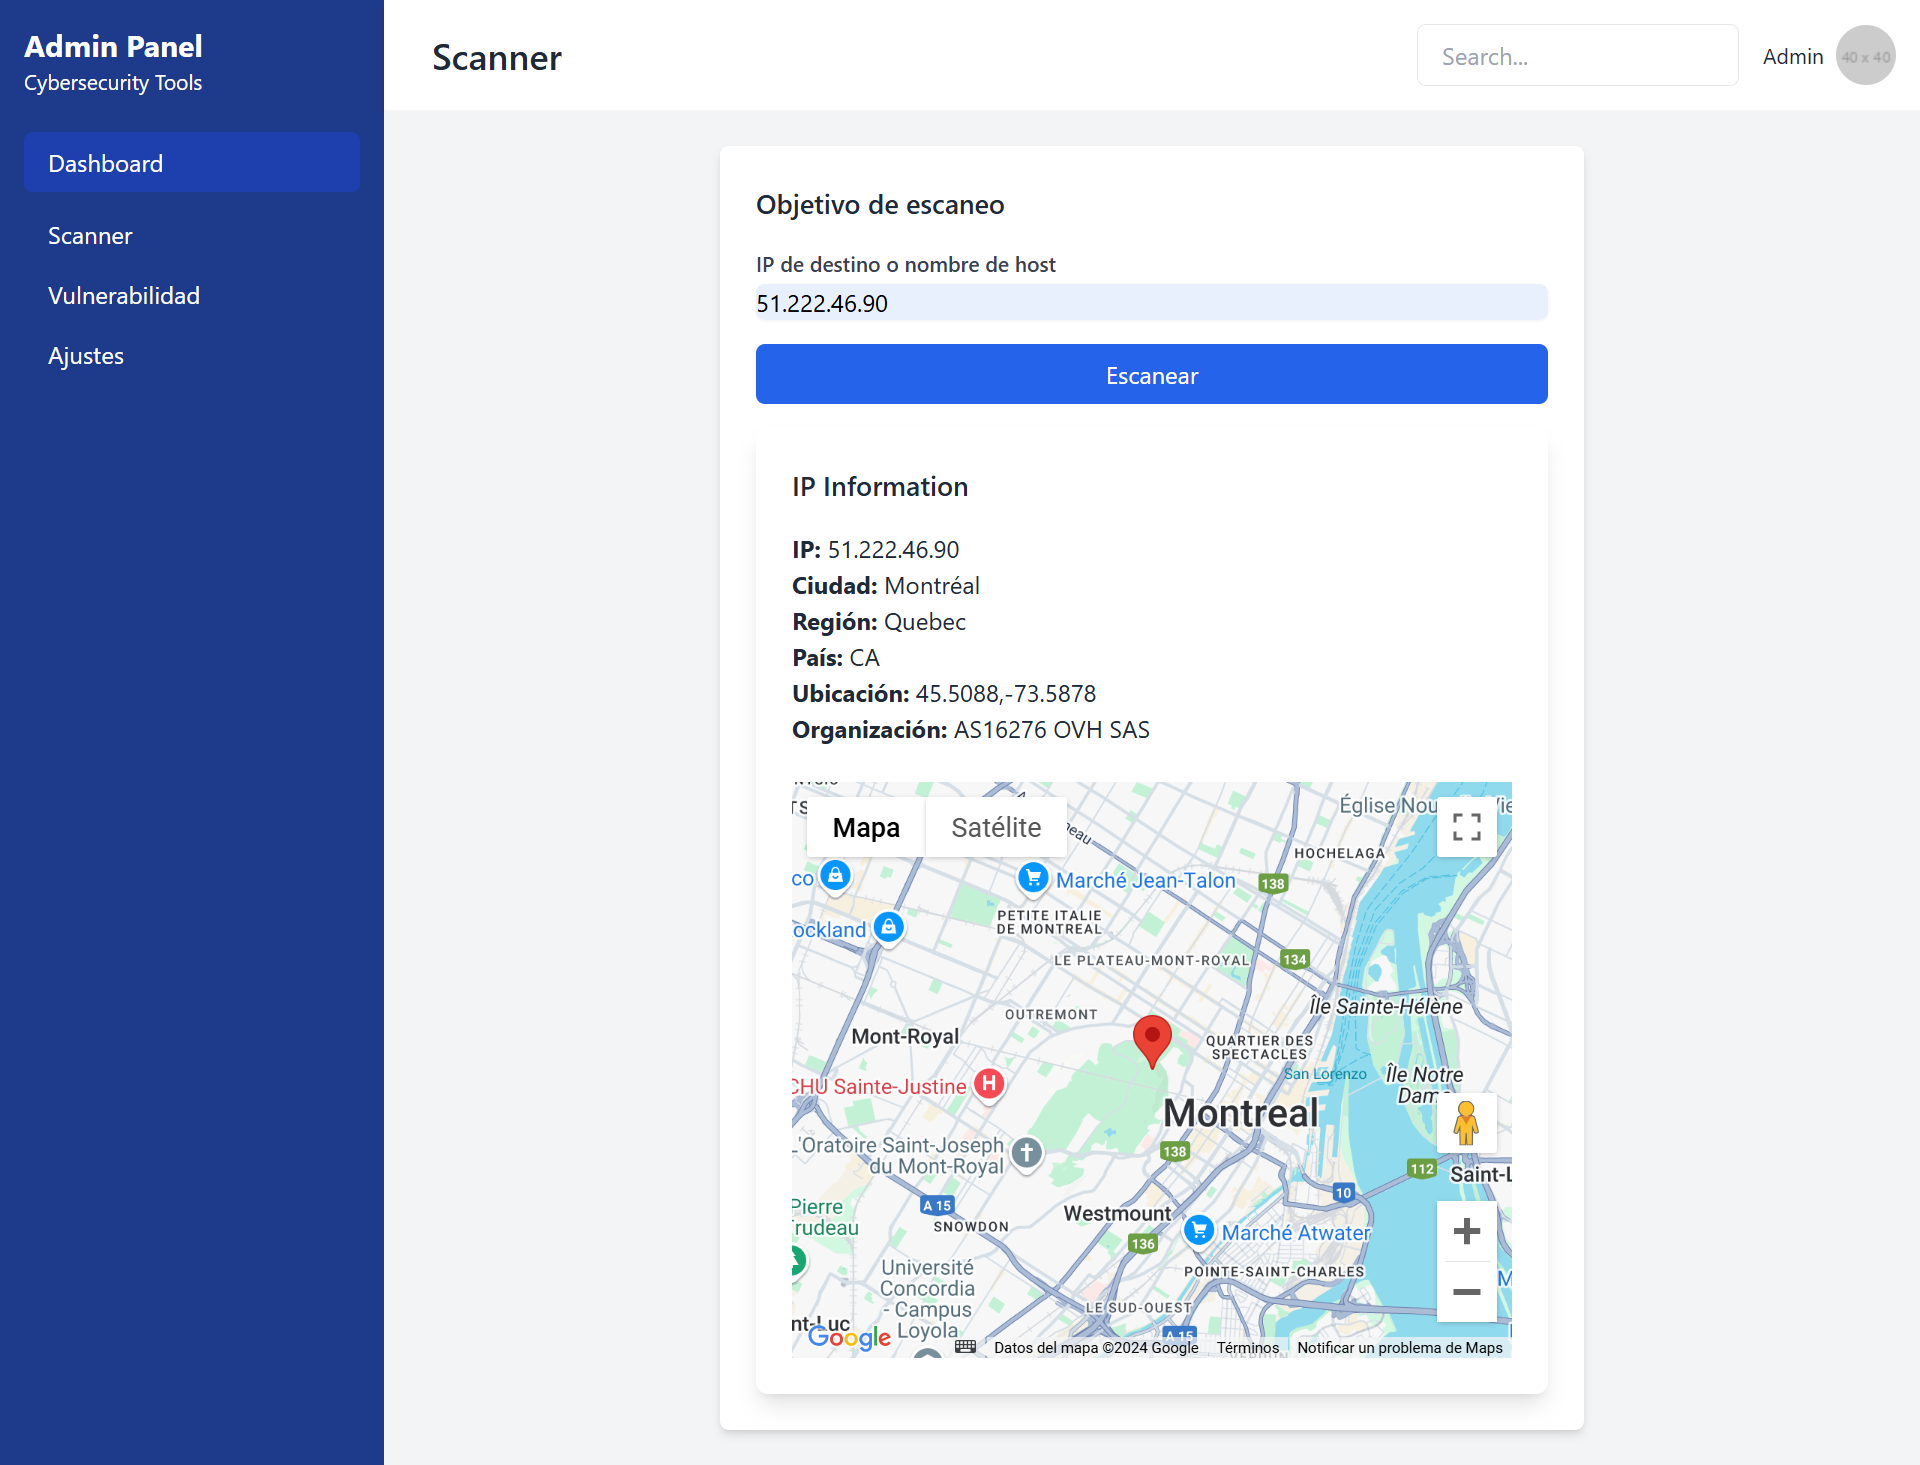 Admin Panel
Cybersecurity Tools
Dashboard
Scanner
Vulnerabilidad
Ajustes
Scanner
Search...
Admin
40 x 40
Objetivo de escaneo
IP de destino o nombre de host
51.222.46.90
Escanear
IP Information
IP: 51.222.46.90
Ciudad: Montréal
Región: Quebec
País: CA
Ubicación: 45.5088,-73.5878
Organización: AS16276 OVH SAS
Mapa
Satélite
Église Nou
HOCHELAGA
co
Marché Jean-Talon
138
PETITE ITALIE
DE MONTREAL
ockland
LE PLATEAU-MONT-ROYAL
134
Île Sainte-Hélène
OUTREMONT
Mont-Royal
QUARTIER DES
SPECTACLES
San Lorenzo
Île Notre
Dame
CHU Sainte-Justine
H
Montreal
L'Oratoire Saint-Joseph
du Mont-Royal
138
112
Saint-L
10
Pierre
Trudeau
A 15
SNOWDON
Westmount
Marché Atwater
136
Université
Concordia
- Campus
Loyola
POINTE-SAINT-CHARLES
LE SUD-OUEST
A 15
nt-Luc
Google
Datos del mapa ©2024 Google
Términos
Notificar un problema de Maps